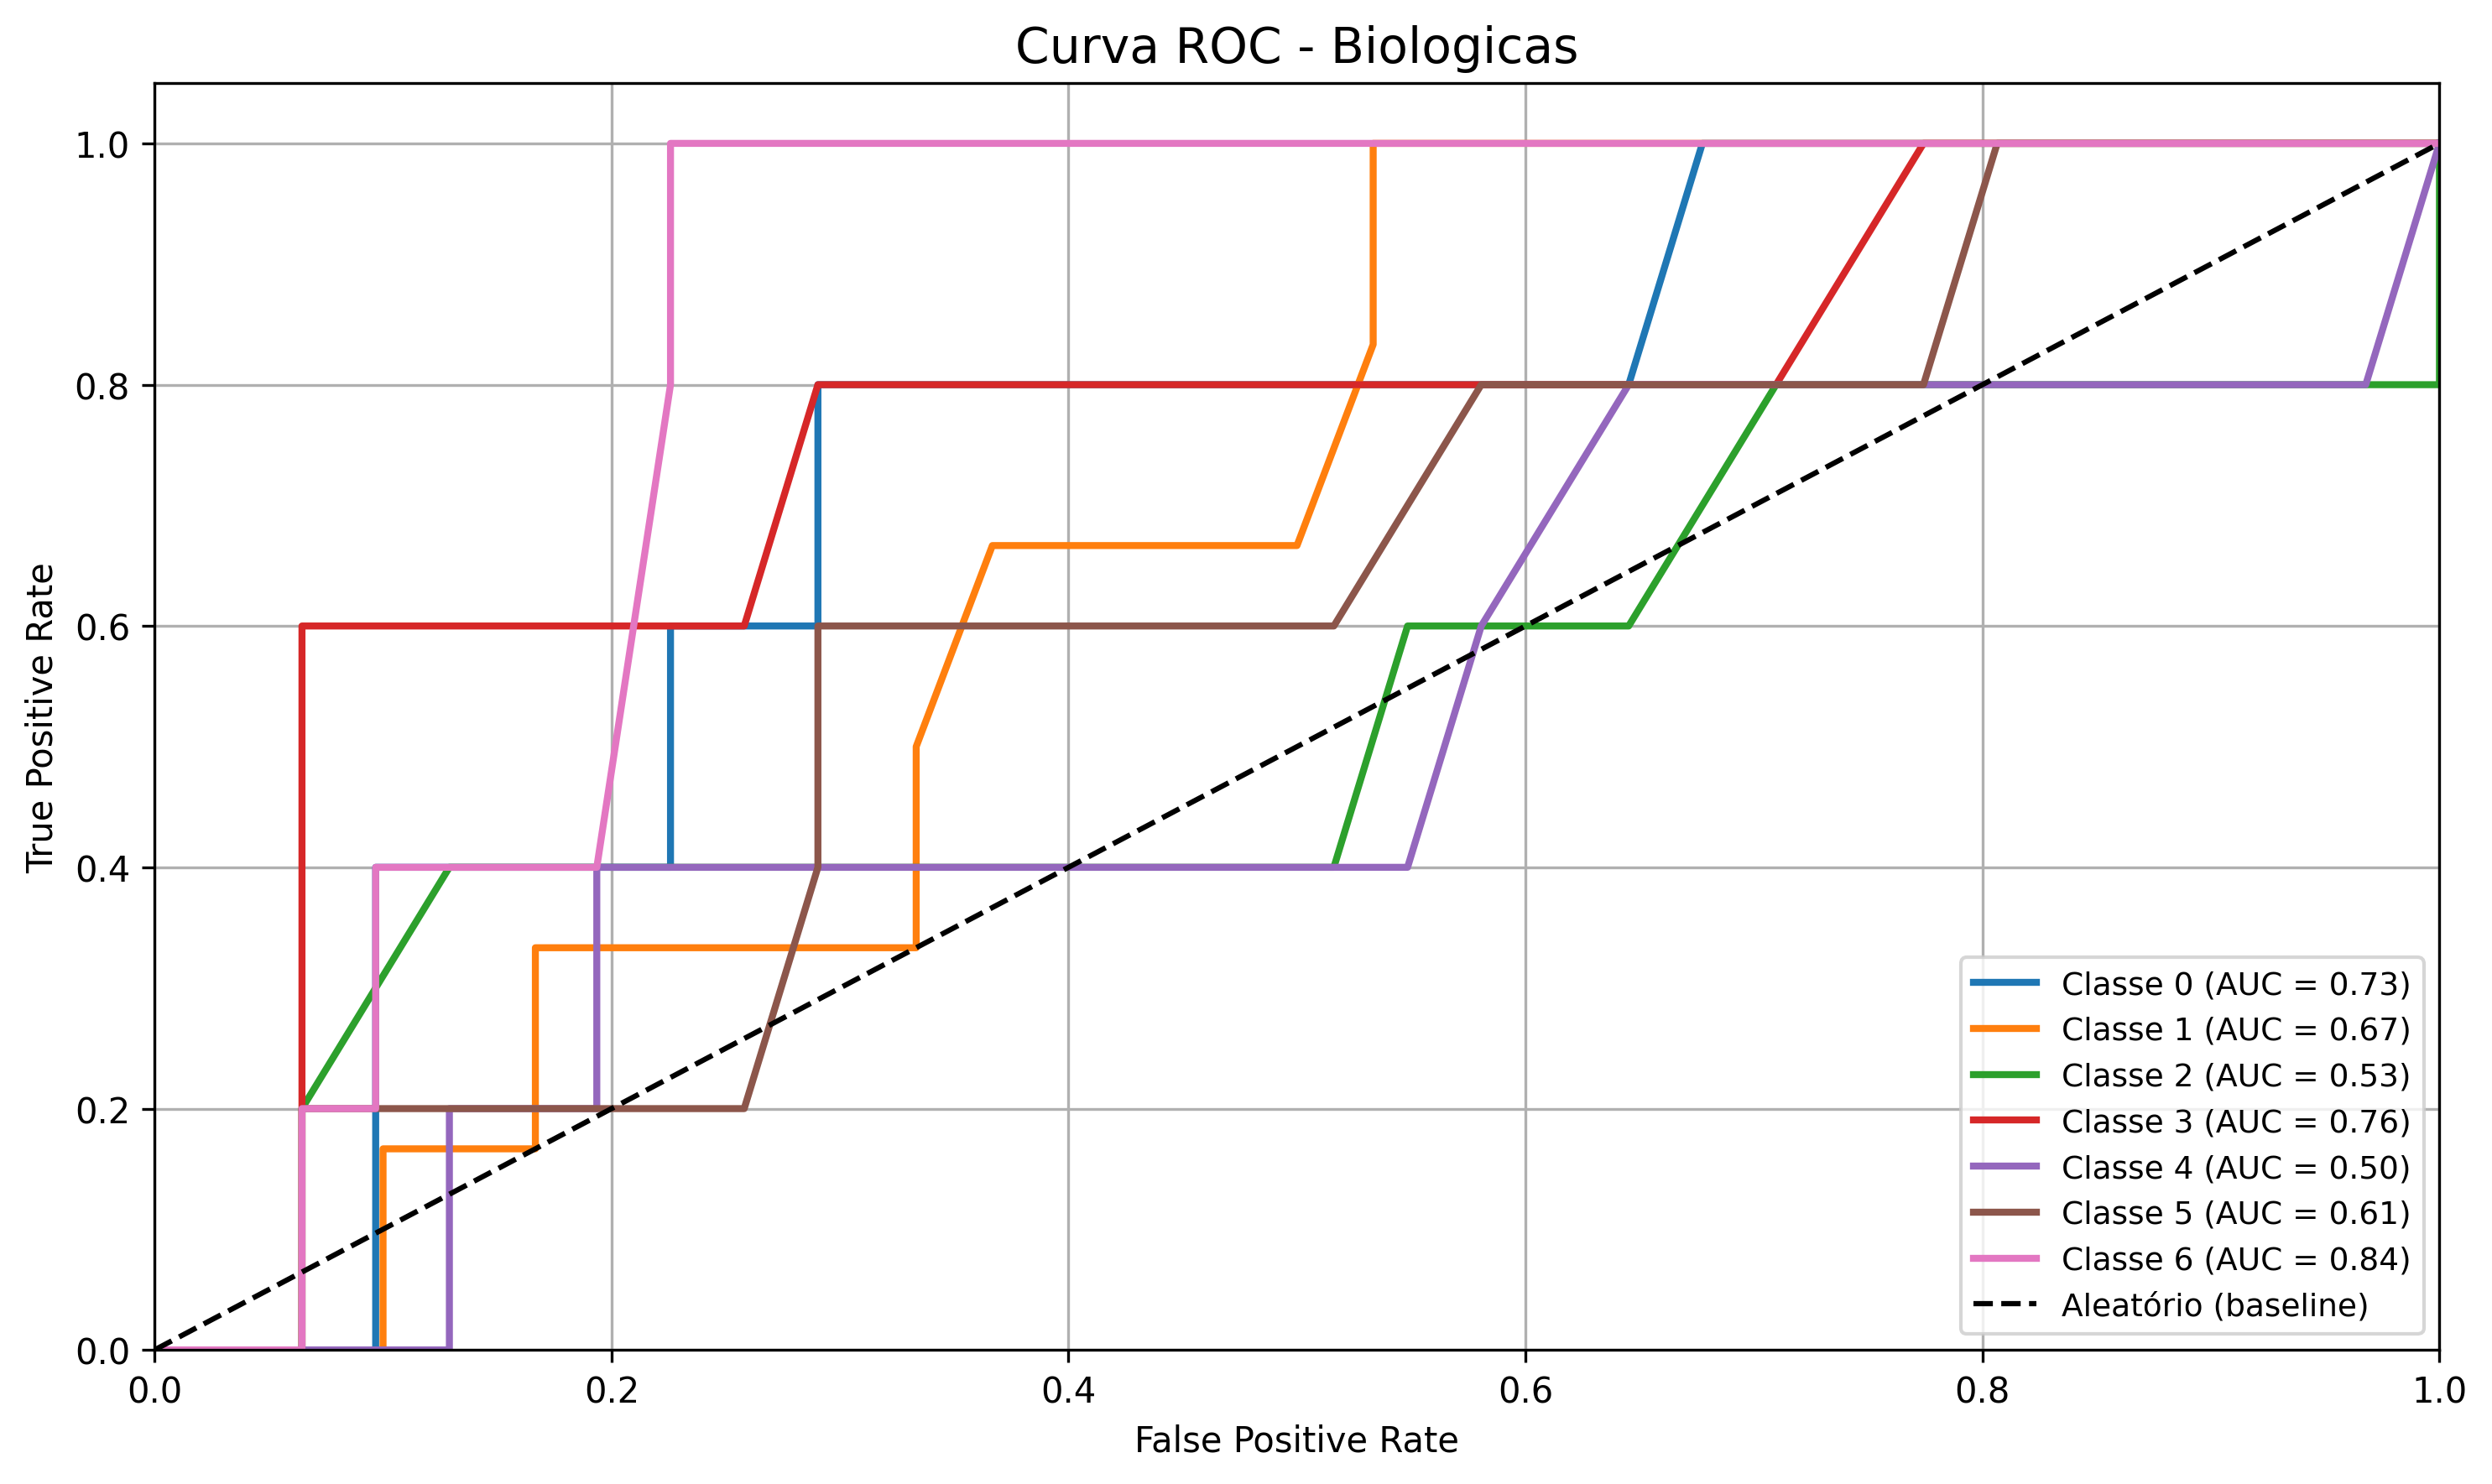 Curva ROC - Biologicas
True Positive Rate
1.0
0.8
0.6
0.4
0.2
0.0
0.0 0.2 0.4 0.6 0.8 1.0
False Positive Rate
Classe 0 (AUC = 0.73)
Classe 1 (AUC = 0.67)
Classe 2 (AUC = 0.53)
Classe 3 (AUC = 0.76)
Classe 4 (AUC = 0.50)
Classe 5 (AUC = 0.61)
Classe 6 (AUC = 0.84)
Aleatório (baseline)